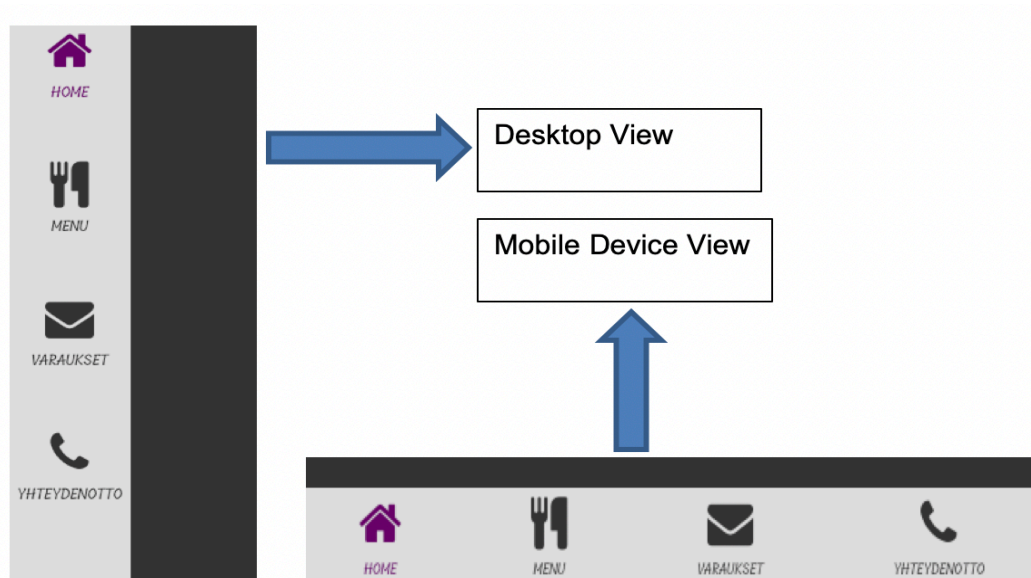 HOME
MENU
VARAUKSET
YHTEYDENOTTO
Desktop View
Mobile Device View
HOME
MENU
VARAUKSET
YHTEYDENOTTO